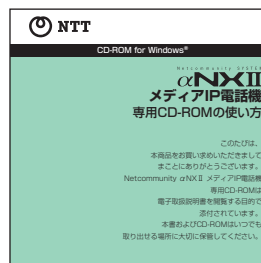 NTT
CD-ROM for Windows®
Netcommunity SYSTEM
αNXⅡ
メディアIP電話機
専用CD-ROMの使い方
このたびは、
本商品をお買い求めいただきまして
まことにありがとうございます。
Netcommunity αNXⅡ メディアIP電話機
専用CD-ROMは
電子取扱説明書を閲覧する目的で
添付されています。
本書およびCD-ROMはいつでも
取り出せる場所に大切に保管してください。